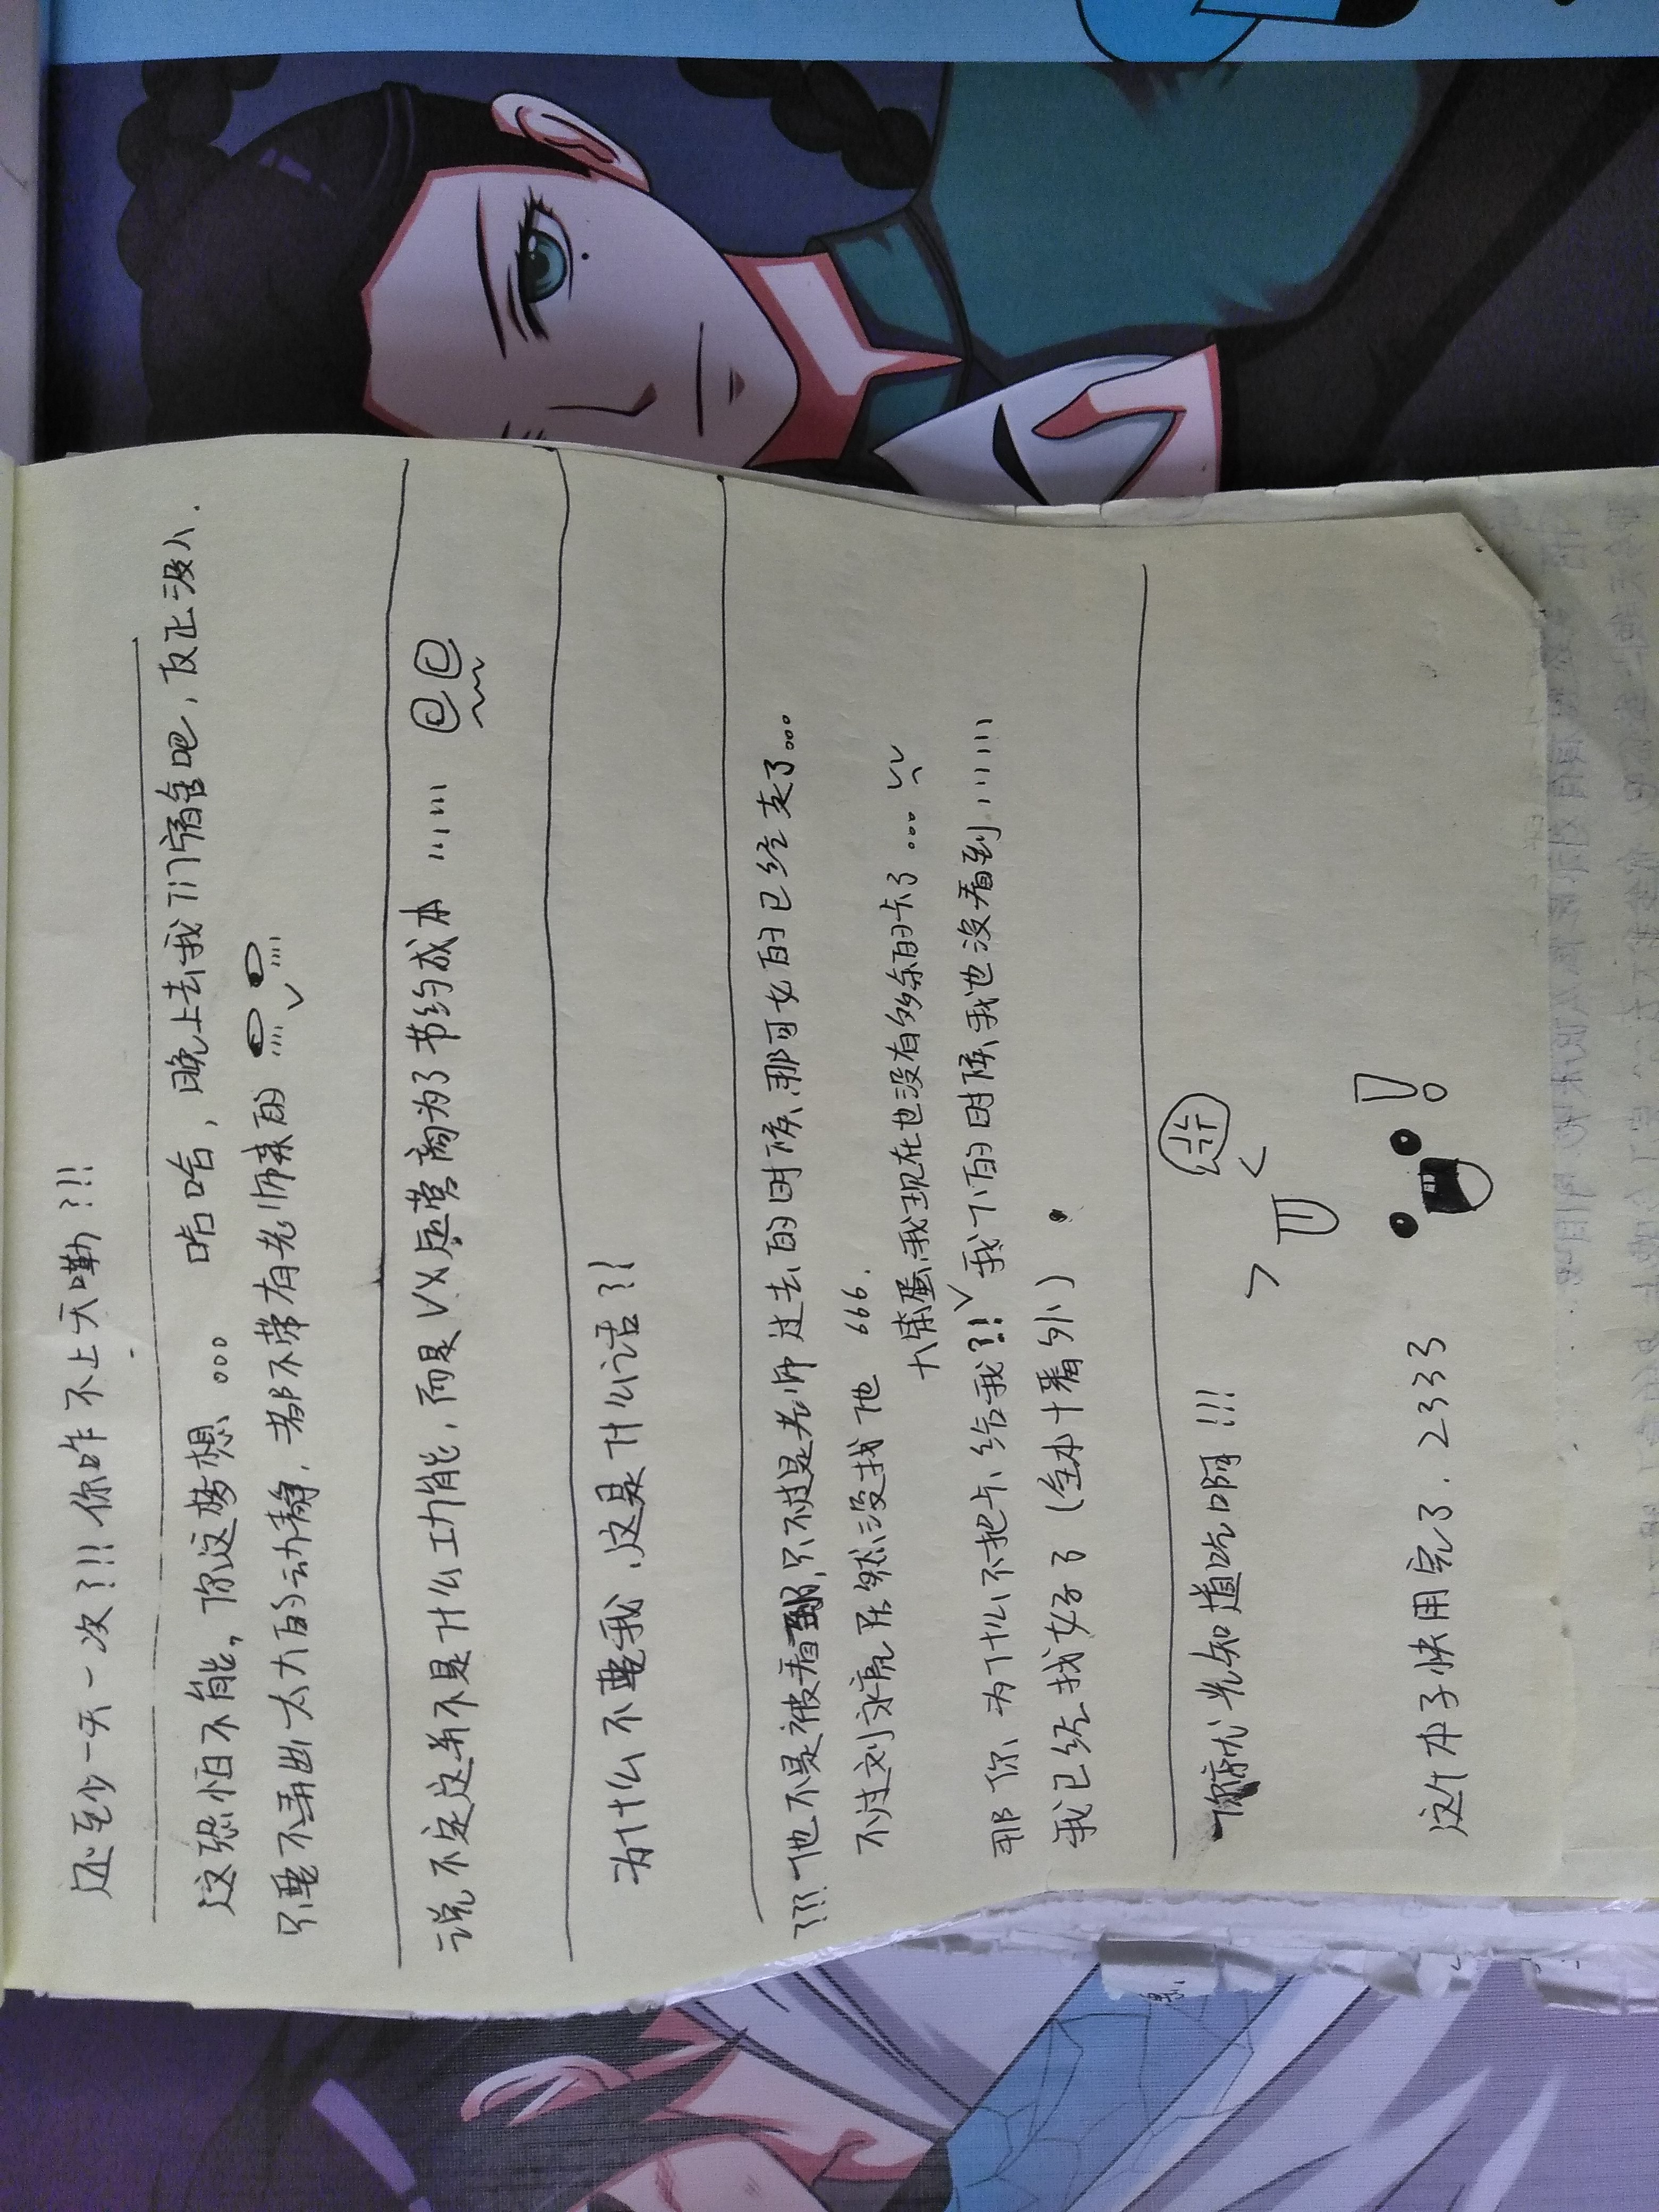 还至少一天一次?!!你咋不上天嘞?!!
这恐怕不能,你这梦想 。。。 哈哈,晚上去我们宿舍吧,反正没人.
只要不弄出太大的动静,都不带有老师来的
说不定这并不是什么功能,而是VX运营商为了节约成本 ……
为什么不要我,这是什么话?!
???他不是被看到,只不过是老师过去的时候,那可女的已经走了...
不过刘永亮居然没找他 666.
大笨蛋,我现在也没有多余的卡了...
那你为什么不把卡给我?!我下的时候,我也没看到……
我已经找好了(全本+番外)
你就光知道吃啊!!!
这个本子快用完了.2333